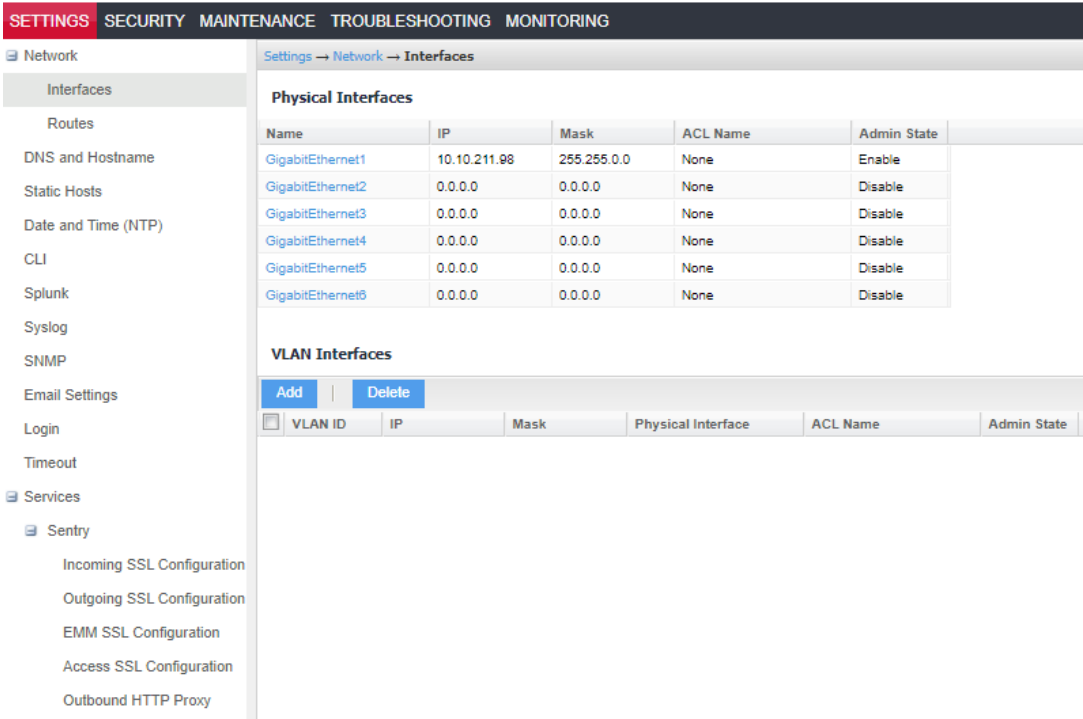 SETTINGS SECURITY MAINTENANCE TROUBLESHOOTING MONITORING
Network
Interfaces
Routes
DNS and Hostname
Static Hosts
Date and Time (NTP)
CLI
Splunk
Syslog
SNMP
Email Settings
Login
Timeout
Services
Sentry
Incoming SSL Configuration
Outgoing SSL Configuration
EMM SSL Configuration
Access SSL Configuration
Outbound HTTP Proxy
Settings → Network → Interfaces
Physical Interfaces
Name IP Mask ACL Name Admin State
GigabitEthernet1 10.10.211.98 255.255.0.0 None Enable
GigabitEthernet2 0.0.0.0 0.0.0.0 None Disable
GigabitEthernet3 0.0.0.0 0.0.0.0 None Disable
GigabitEthernet4 0.0.0.0 0.0.0.0 None Disable
GigabitEthernet5 0.0.0.0 0.0.0.0 None Disable
GigabitEthernet6 0.0.0.0 0.0.0.0 None Disable
VLAN Interfaces
Add | Delete
VLAN ID IP Mask Physical Interface ACL Name Admin State